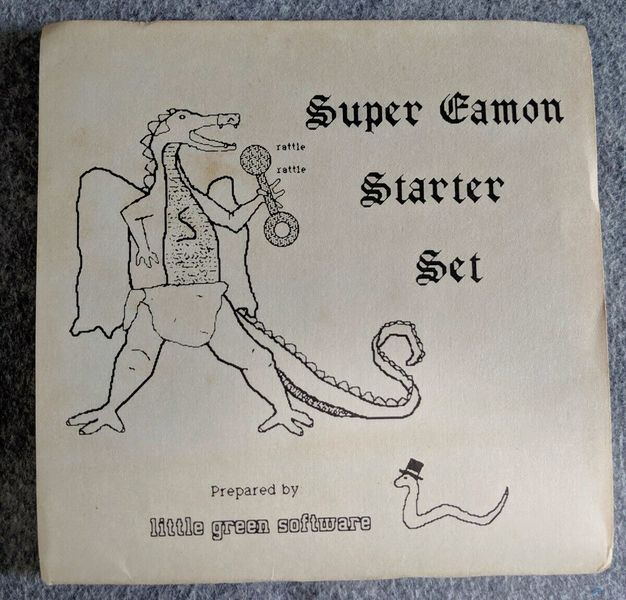 Super Eamon
rattle
rattle
Starter
Set
Prepared by
little green software